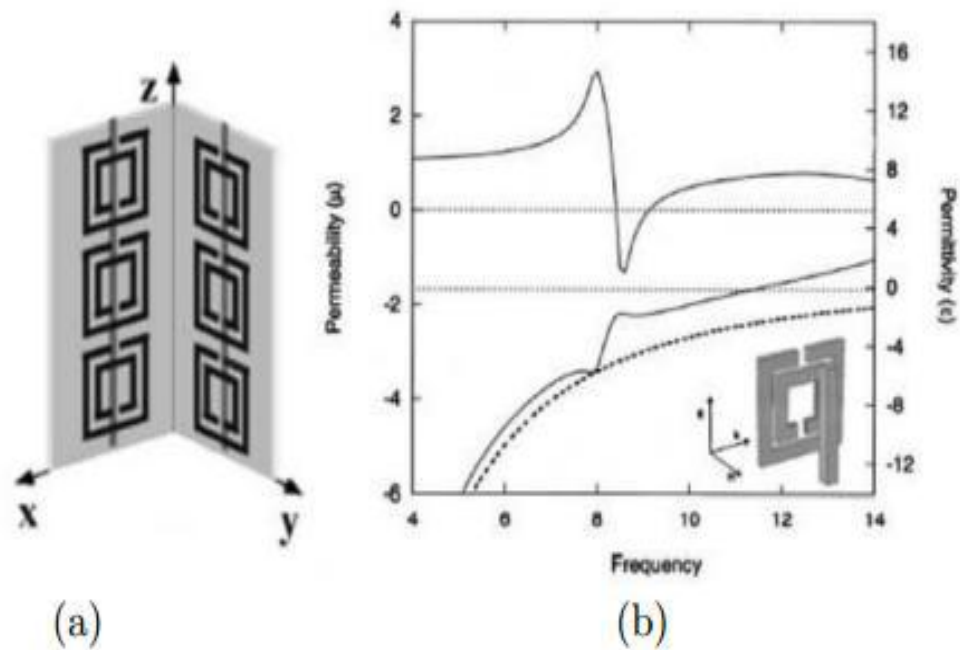 z
x
y
(a)
4
2
0
-2
-4
-6
Permeability (μ)
16
12
8
4
0
-4
-8
-12
Permittivity (ε)
4 6 8 10 12 14
Frequency
(b)